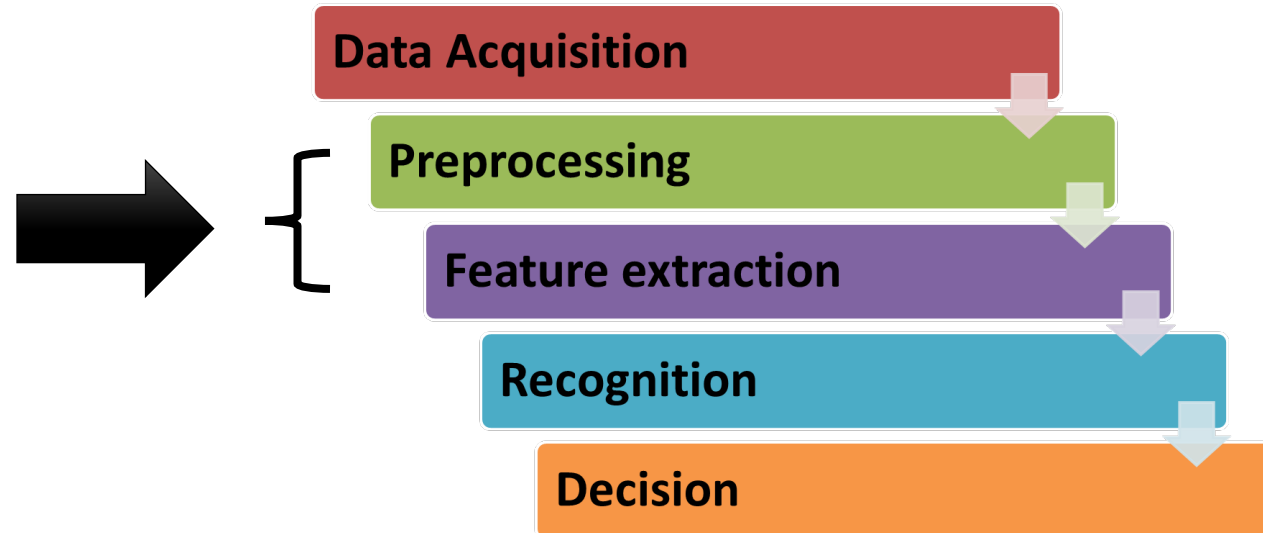 Data Acquisition
Preprocessing
Feature extraction
Recognition
Decision